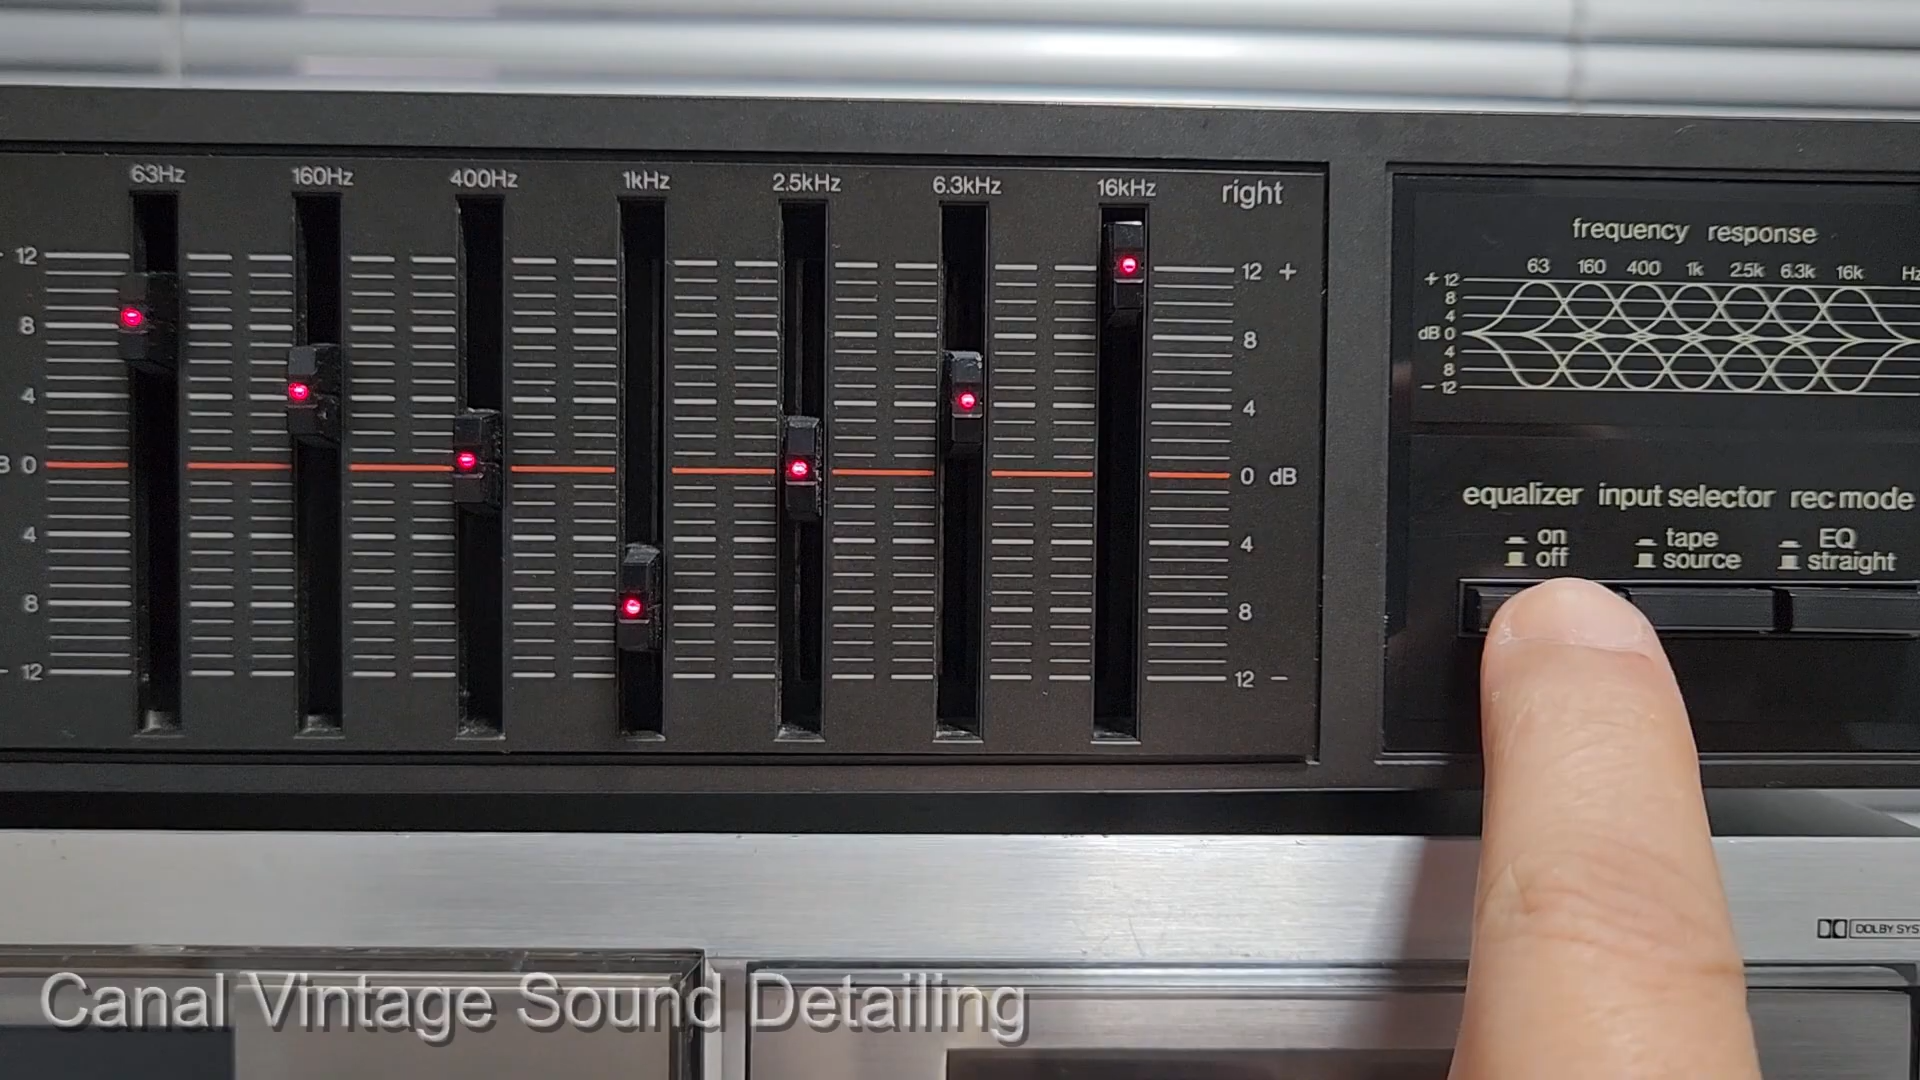 63Hz 160Hz 400Hz 1kHz 2.5kHz 6.3kHz 16kHz right
12 12 +
8 8
4 4
0 0 dB
4 4
8 8
- 12 12 -
frequency response
63 160 400 1k 2.5k 6.3k 16k Hz
+ 12
8
4
dB 0
4
8
- 12
equalizer input selector rec mode
on tape EQ
off source straight
DOLBY SYS
Canal Vintage Sound Detailing